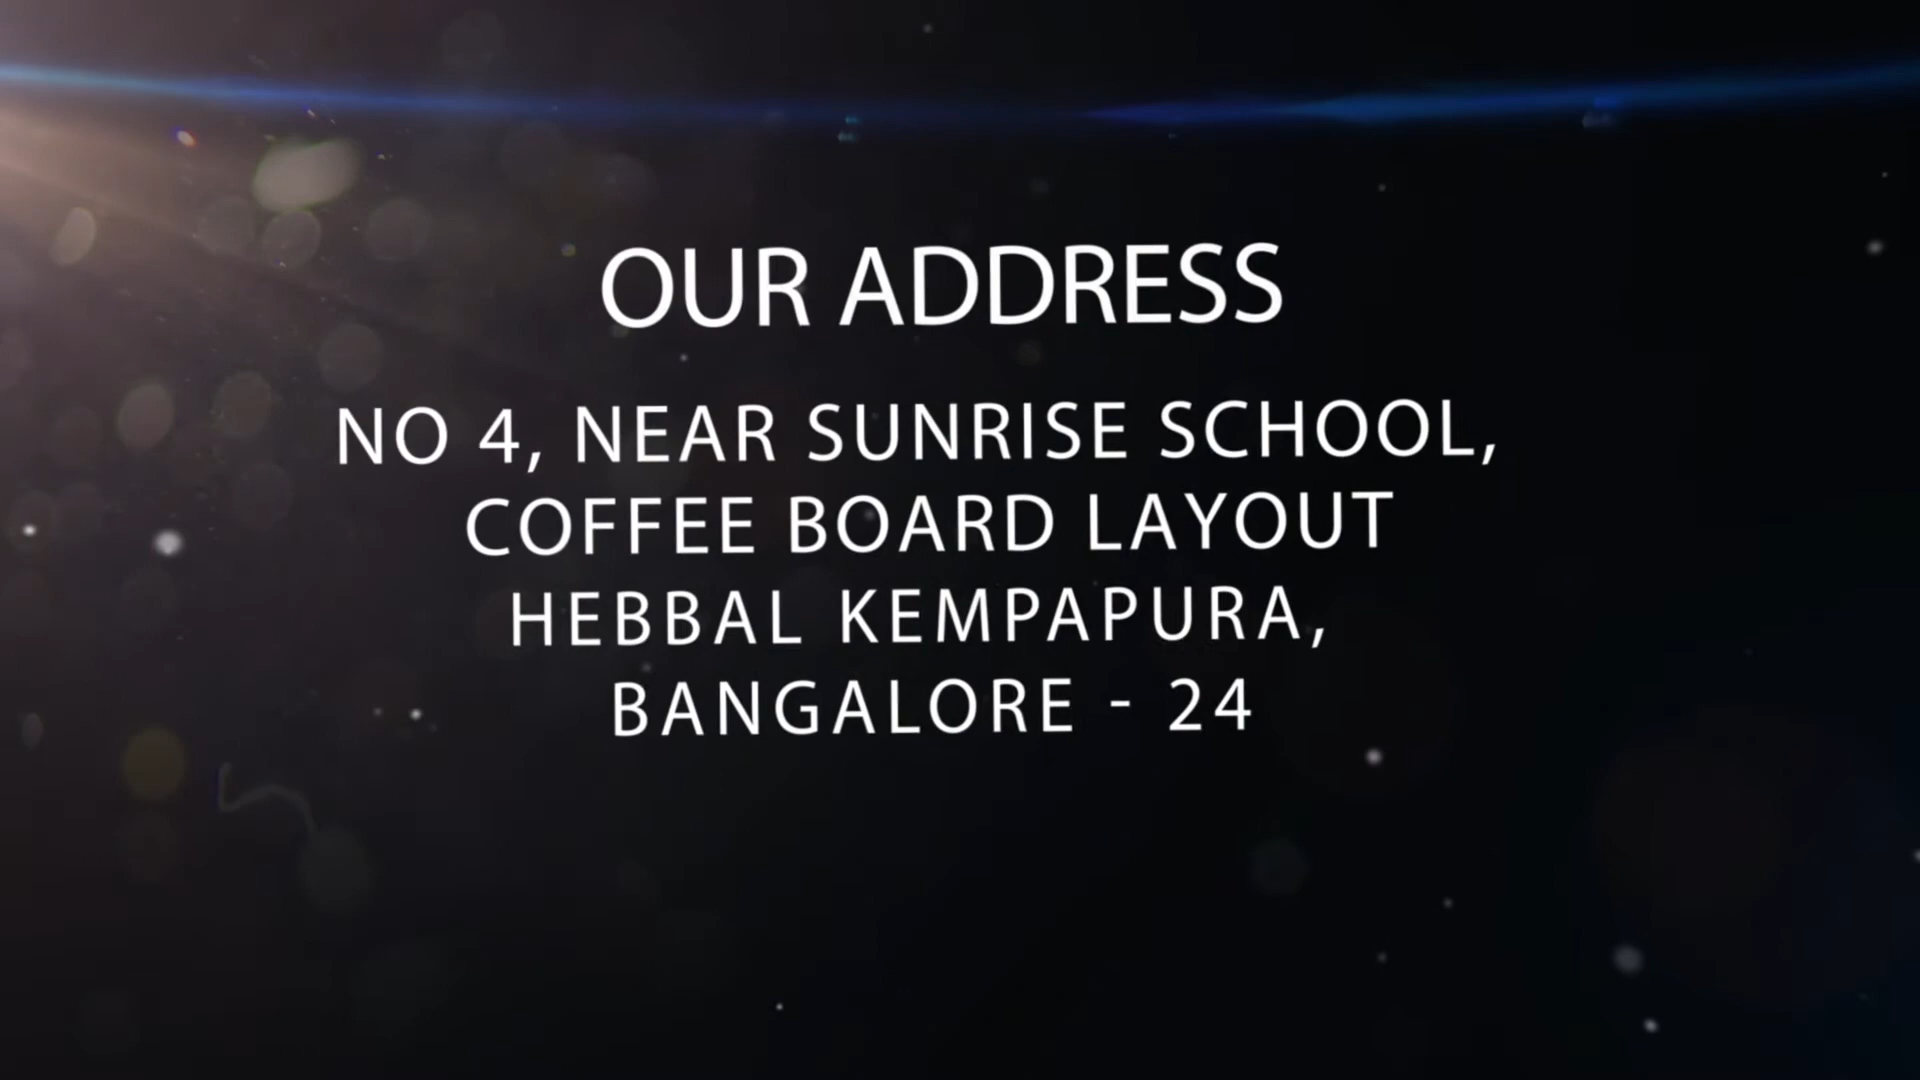 OUR ADDRESS
NO 4, NEAR SUNRISE SCHOOL,
COFFEE BOARD LAYOUT
HEBBAL KEMPAPURA,
BANGALORE - 24